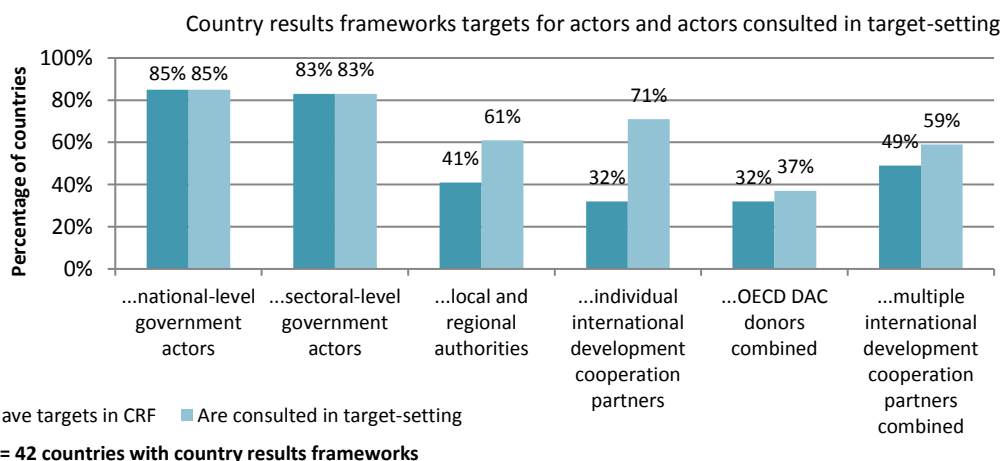 Country results frameworks targets for actors and actors consulted in target-setting
Percentage of countries
100%
80%
60%
40%
20%
0%
85% 85%
83% 83%
41%
61%
32%
71%
32%
37%
49%
59%
...national-level
government
actors
...sectoral-level
government
actors
...local and
regional
authorities
...individual
international
development
cooperation
partners
...OECD DAC
donors
combined
...multiple
international
development
cooperation
partners
combined
ave targets in CRF
Are consulted in target-setting
= 42 countries with country results frameworks